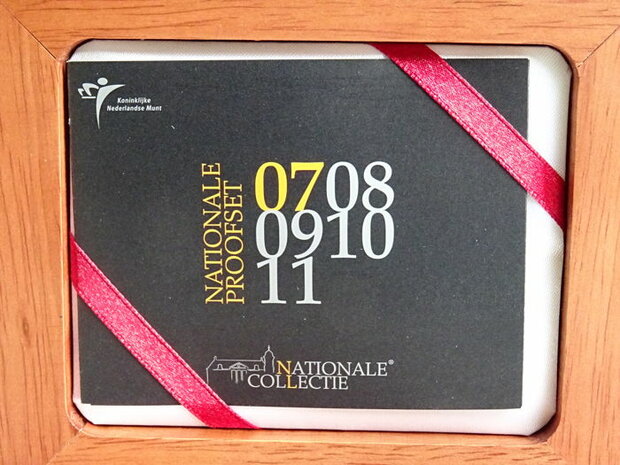 Koninklijke
Nederlandse Munt
NATIONALE
PROOFSET
0708
0910
11
NATIONALE®
COLLECTIE